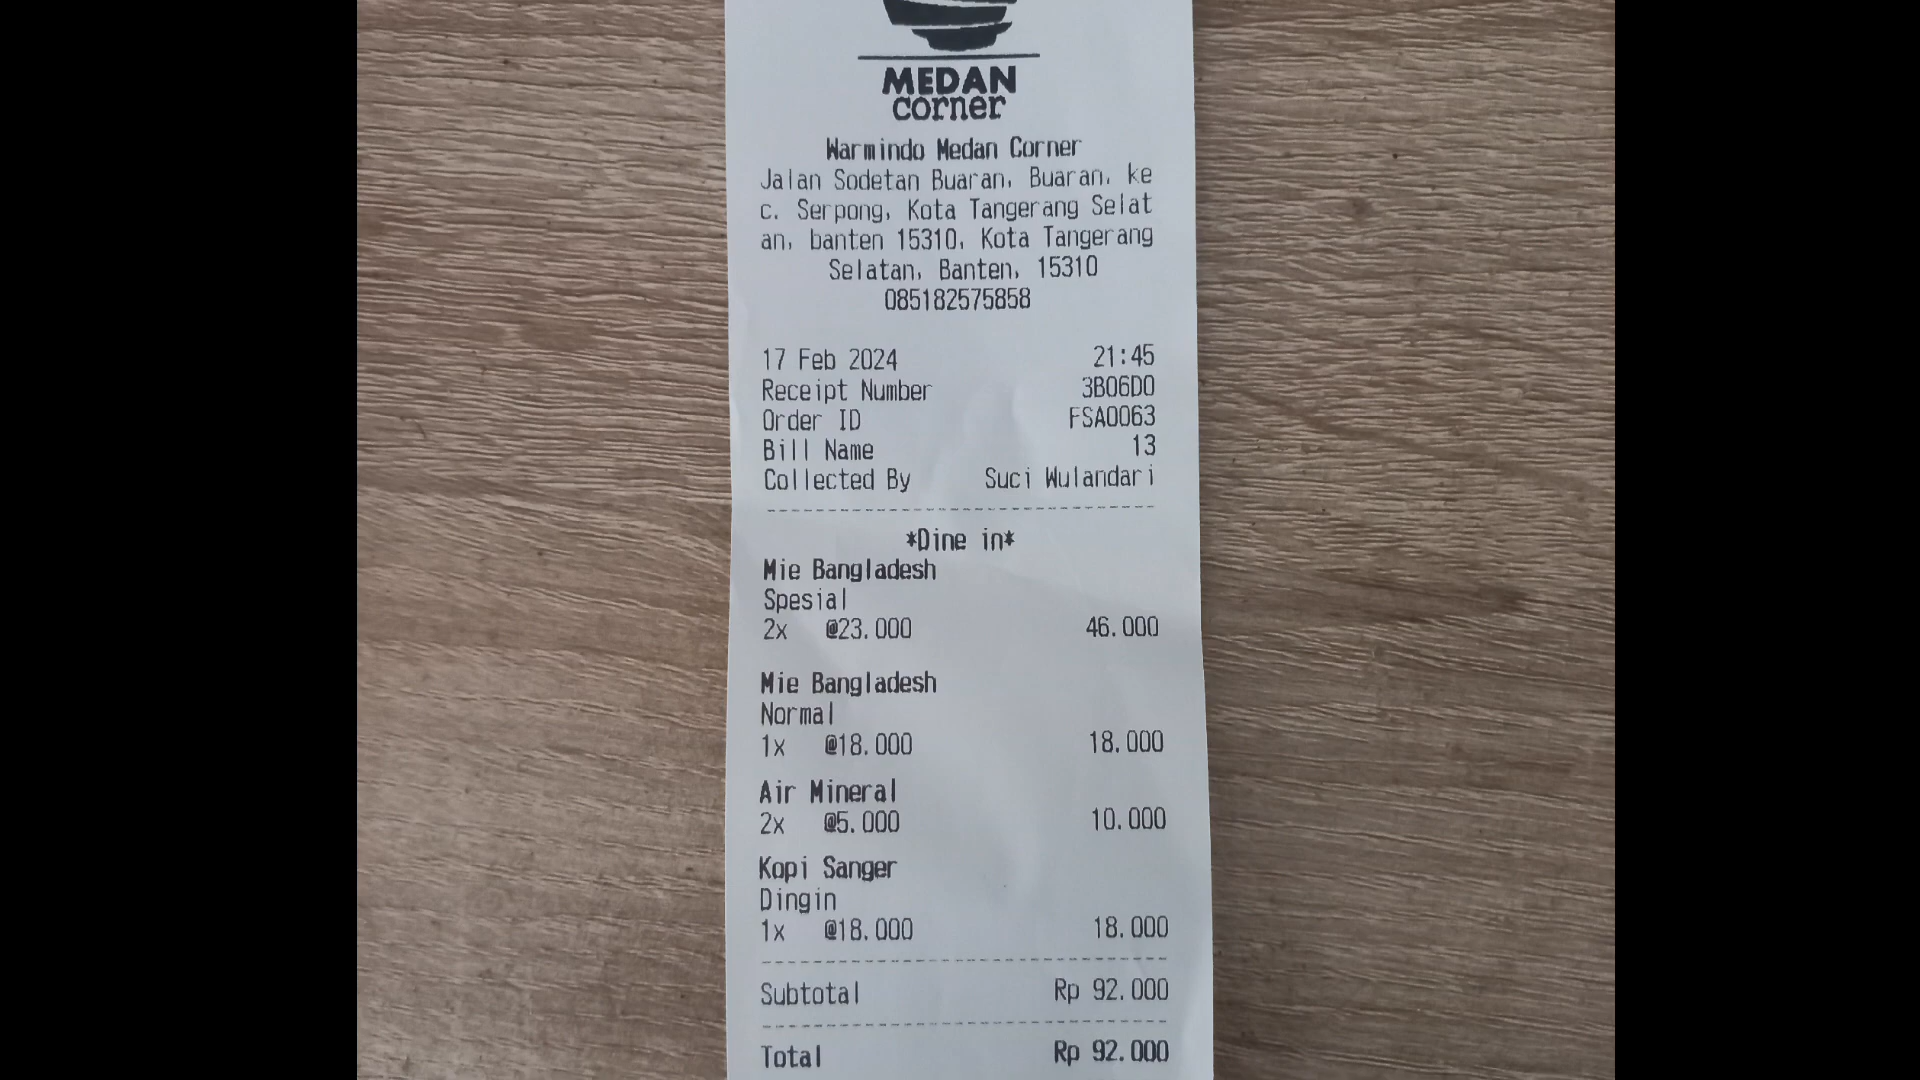 MEDAN
corner
Warmindo Medan Corner
Jalan Sodetan Buaran, Buaran, ke
c. Serpong, Kota Tangerang Selat
an, banten 15310, Kota Tangerang
Selatan, Banten, 15310
085182575858
17 Feb 2024 21:45
Receipt Number 3B06D0
Order ID FSA0063
Bill Name 13
Collected By Suci Wulandari
*Dine in*
Mie Bangladesh
Spesial
2x @23.000 46.000
Mie Bangladesh
Normal
1x @18.000 18.000
Air Mineral
2x @5.000 10.000
Kopi Sanger
Dingin
1x @18.000 18.000
Subtotal Rp 92.000
Total Rp 92.000